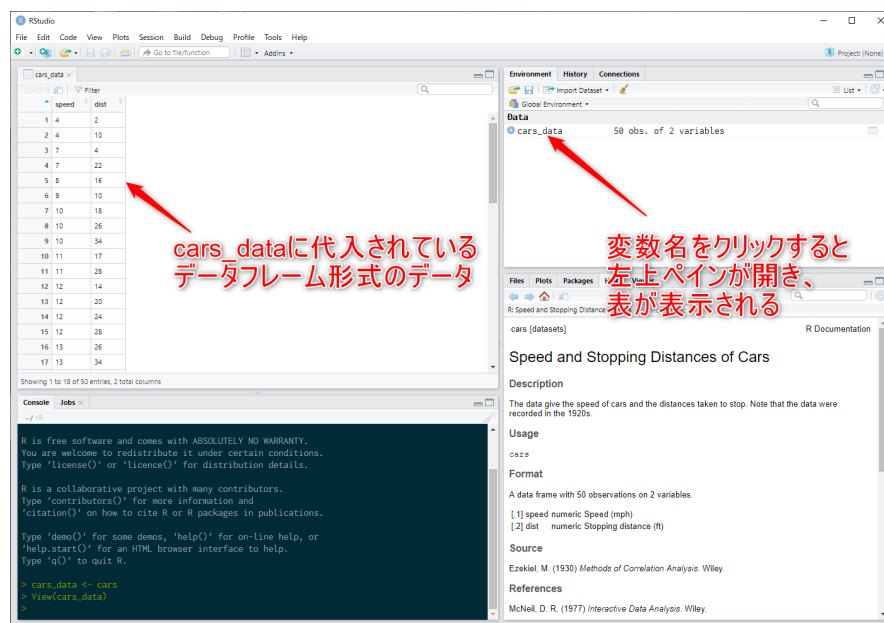 RStudio
File Edit Code View Plots Session Build Debug Profile Tools Help
Go to file/function Addins Project: (None)
cars_data
Filter
speed dist
1 4 2
2 4 10
3 7 4
4 7 22
5 8 16
6 9 10
7 10 18
8 10 26
9 10 34
10 11 17
11 11 28
12 12 14
13 12 20
14 12 24
15 12 28
16 13 26
17 13 34
Showing 1 to 18 of 50 entries, 2 total columns
cars_dataに代入されている
データフレーム形式のデータ
Console Jobs
~/
R is free software and comes with ABSOLUTELY NO WARRANTY.
You are welcome to redistribute it under certain conditions.
Type 'license()' or 'licence()' for distribution details.
R is a collaborative project with many contributors.
Type 'contributors()' for more information and
'citation()' on how to cite R or R packages in publications.
Type 'demo()' for some demos, 'help()' for on-line help, or
'help.start()' for an HTML browser interface to help.
Type 'q()' to quit R.
> cars_data <- cars
> View(cars_data)
>
Environment History Connections
Import Dataset List
Global Environment
Data
cars_data 50 obs. of 2 variables
変数名をクリックすると
左上ペインが開き、
表が表示される
Files Plots Packages
R: Speed and Stopping Distance
cars {datasets} R Documentation
Speed and Stopping Distances of Cars
Description
The data give the speed of cars and the distances taken to stop. Note that the data were
recorded in the 1920s.
Usage
cars
Format
A data frame with 50 observations on 2 variables.
[,1] speed numeric Speed (mph)
[,2] dist numeric Stopping distance (ft)
Source
Ezekiel, M. (1930) Methods of Correlation Analysis. Wiley.
References
McNeil, D. R. (1977) Interactive Data Analysis. Wiley.